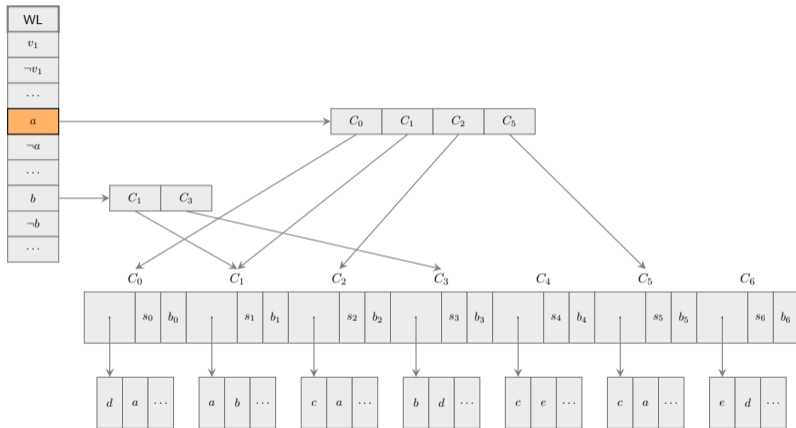 WL
v₁
¬v₁
···
a
¬a
···
b
¬b
···
C₀ C₁ C₂ C₅
C₁ C₃
C₀ C₁ C₂ C₃ C₄ C₅ C₆
· s₀ b₀ · s₁ b₁ · s₂ b₂ · s₃ b₃ · s₄ b₄ · s₅ b₅ · s₆ b₆
d a ··· a b ··· c a ··· b d ··· c e ··· c a ··· e d ···